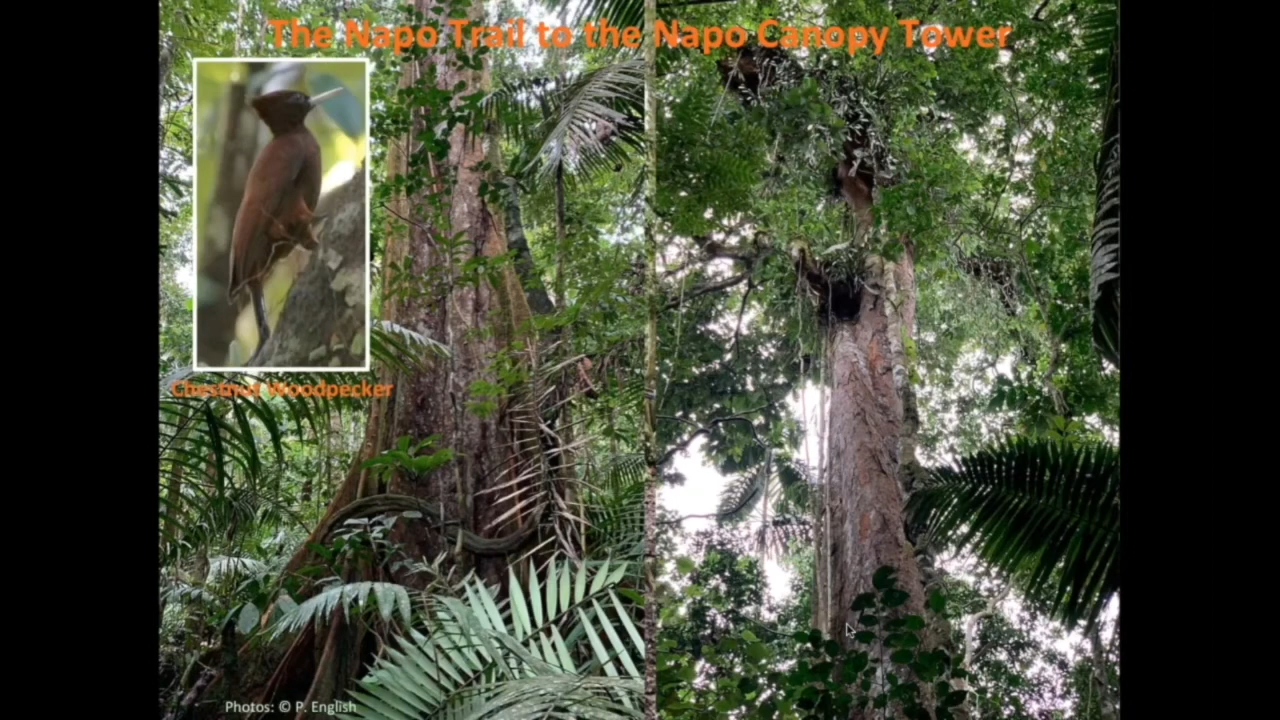 The Napo Trail to the Napo Canopy Tower
Chestnut Woodpecker
Photos: © P. English